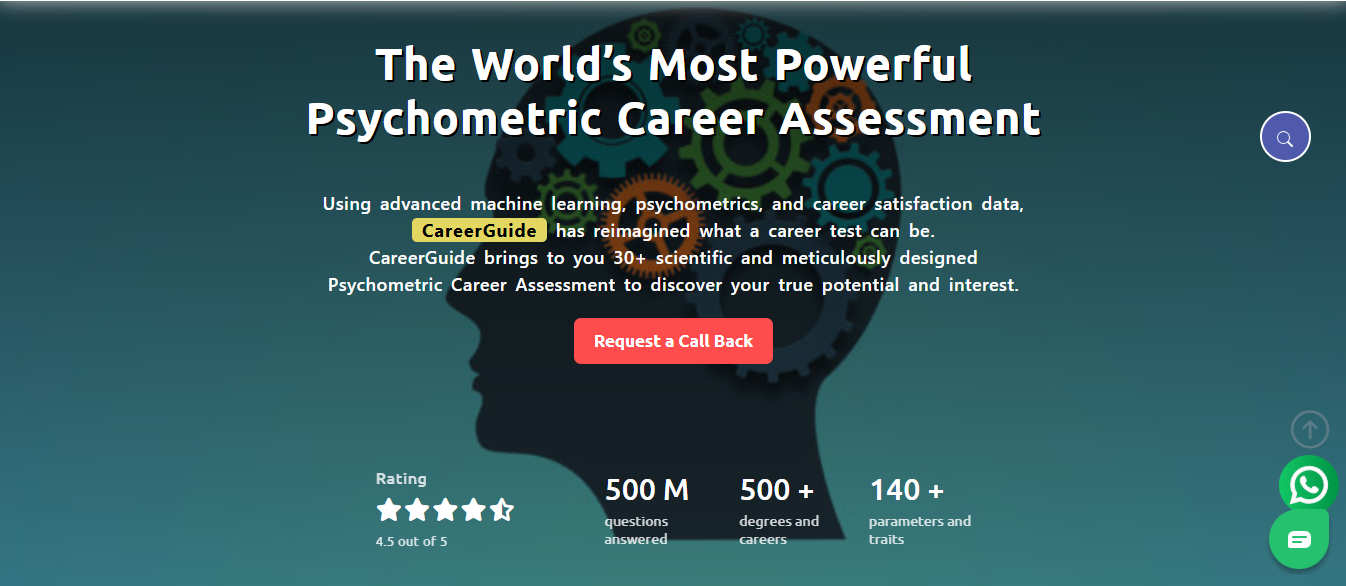 The World’s Most Powerful
Psychometric Career Assessment
Using advanced machine learning, psychometrics, and career satisfaction data,
CareerGuide has reimagined what a career test can be.
CareerGuide brings to you 30+ scientific and meticulously designed
Psychometric Career Assessment to discover your true potential and interest.
Request a Call Back
Rating
4.5 out of 5
500 M
questions
answered
500 +
degrees and
careers
140 +
parameters and
traits